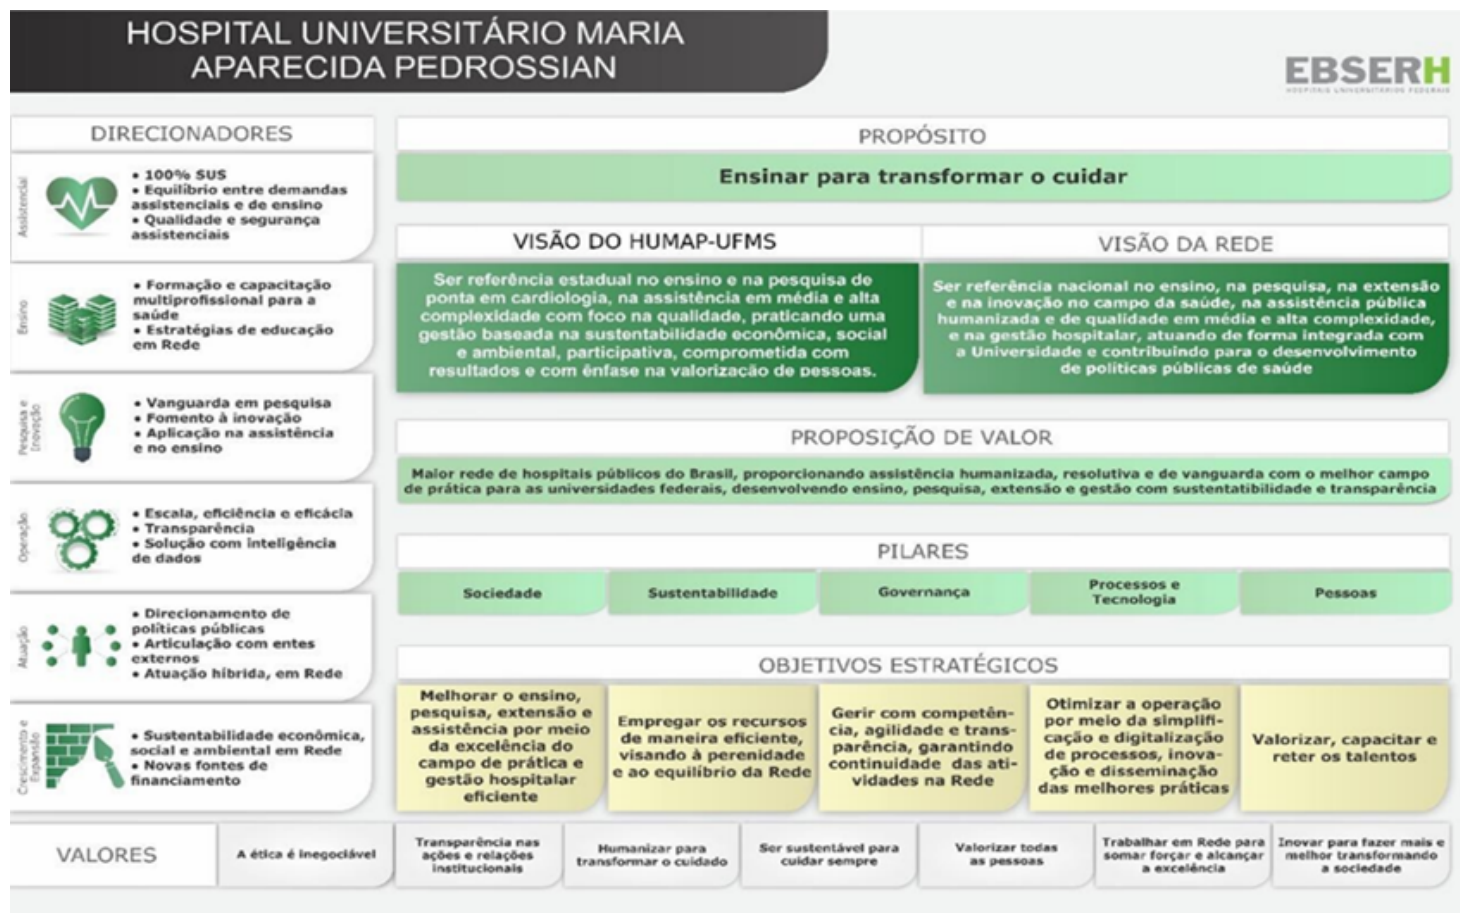 HOSPITAL UNIVERSITÁRIO MARIA
APARECIDA PEDROSSIAN
EBSERH
HOSPITAIS UNIVERSITÁRIOS FEDERAIS
DIRECIONADORES
Assistencial
• 100% SUS
• Equilíbrio entre demandas
assistenciais e de ensino
• Qualidade e segurança
assistenciais
Ensino
• Formação e capacitação
multiprofissional para a
saúde
• Estratégias de educação
em Rede
Pesquisa e
Inovação
• Vanguarda em pesquisa
• Fomento à inovação
• Aplicação na assistência
e no ensino
Operação
• Escala, eficiência e eficácia
• Transparência
• Solução com inteligência
de dados
Atuação
• Direcionamento de
políticas públicas
• Articulação com entes
externos
• Atuação híbrida, em Rede
Crescimento e
Expansão
• Sustentabilidade econômica,
social e ambiental em Rede
• Novas fontes de
financiamento
PROPÓSITO
Ensinar para transformar o cuidar
VISÃO DO HUMAP-UFMS
Ser referência estadual no ensino e na pesquisa de
ponta em cardiologia, na assistência em média e alta
complexidade com foco na qualidade, praticando uma
gestão baseada na sustentabilidade econômica, social
e ambiental, participativa, comprometida com
resultados e com ênfase na valorização de pessoas.
VISÃO DA REDE
Ser referência nacional no ensino, na pesquisa, na extensão
e na inovação no campo da saúde, na assistência pública
humanizada e de qualidade em média e alta complexidade,
e na gestão hospitalar, atuando de forma integrada com
a Universidade e contribuindo para o desenvolvimento
de políticas públicas de saúde
PROPOSIÇÃO DE VALOR
Maior rede de hospitais públicos do Brasil, proporcionando assistência humanizada, resolutiva e de vanguarda com o melhor campo
de prática para as universidades federais, desenvolvendo ensino, pesquisa, extensão e gestão com sustentatibilidade e transparência
PILARES
Sociedade
Sustentabilidade
Governança
Processos e
Tecnologia
Pessoas
OBJETIVOS ESTRATÉGICOS
Melhorar o ensino,
pesquisa, extensão e
assistência por meio
da excelência do
campo de prática e
gestão hospitalar
eficiente
Empregar os recursos
de maneira eficiente,
visando à perenidade
e ao equilíbrio da Rede
Gerir com competên-
cia, agilidade e trans-
parência, garantindo
continuidade das ati-
vidades na Rede
Otimizar a operação
por meio da simplifi-
cação e digitalização
de processos, inova-
ção e disseminação
das melhores práticas
Valorizar, capacitar e
reter os talentos
VALORES
A ética é inegociável
Transparência nas
ações e relações
institucionais
Humanizar para
transformar o cuidado
Ser sustentável para
cuidar sempre
Valorizar todas
as pessoas
Trabalhar em Rede para
somar forçar e alcançar
a excelência
Inovar para fazer mais e
melhor transformando
a sociedade